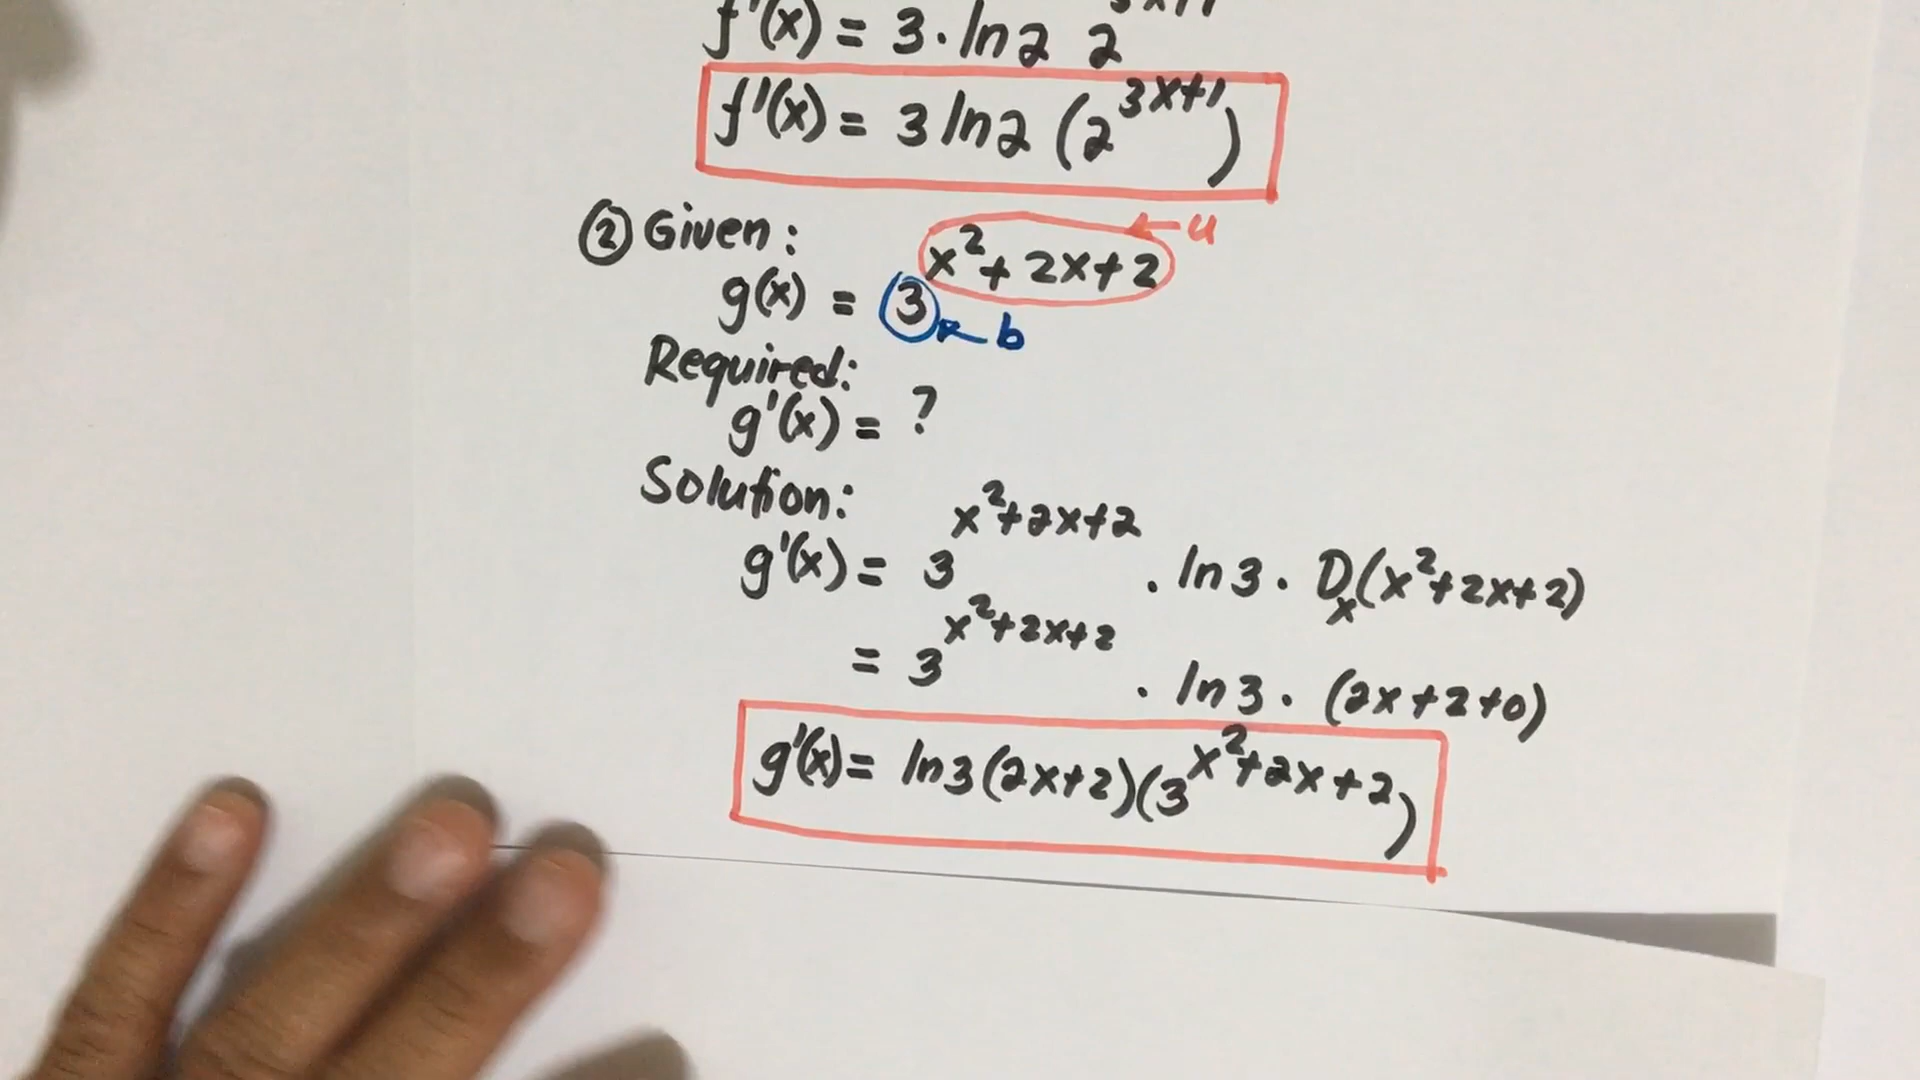 f'(x) = 3 · ln2 2^3x+1
f'(x) = 3 ln2 (2^3x+1)
② Given:
g(x) = 3^x²+2x+2 ← u
← b
Required:
g'(x) = ?
Solution:
g'(x) = 3^x²+2x+2 · ln3 · Dₓ(x²+2x+2)
= 3^x²+2x+2 · ln3 · (2x+2+0)
g'(x) = ln3(2x+2)(3^x²+2x+2)